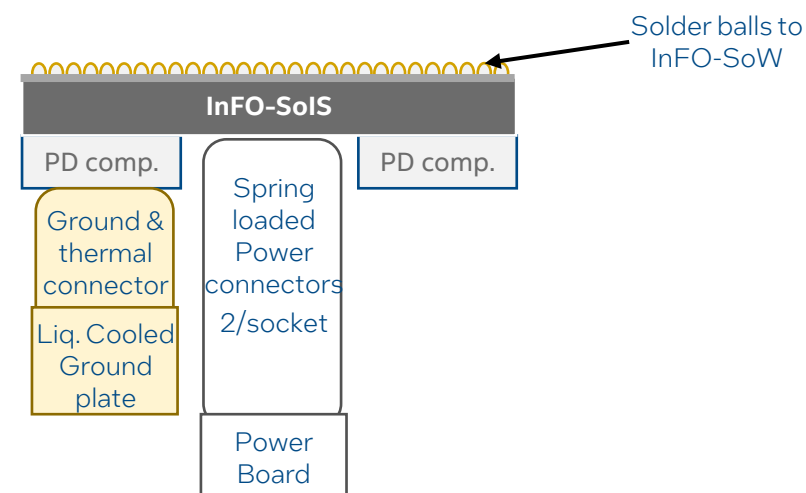 Solder balls to
InFO-SoW
InFO-SoIS
PD comp.
PD comp.
Ground &
thermal
connector
Spring
loaded
Power
connectors
2/socket
Liq. Cooled
Ground
plate
Power
Board